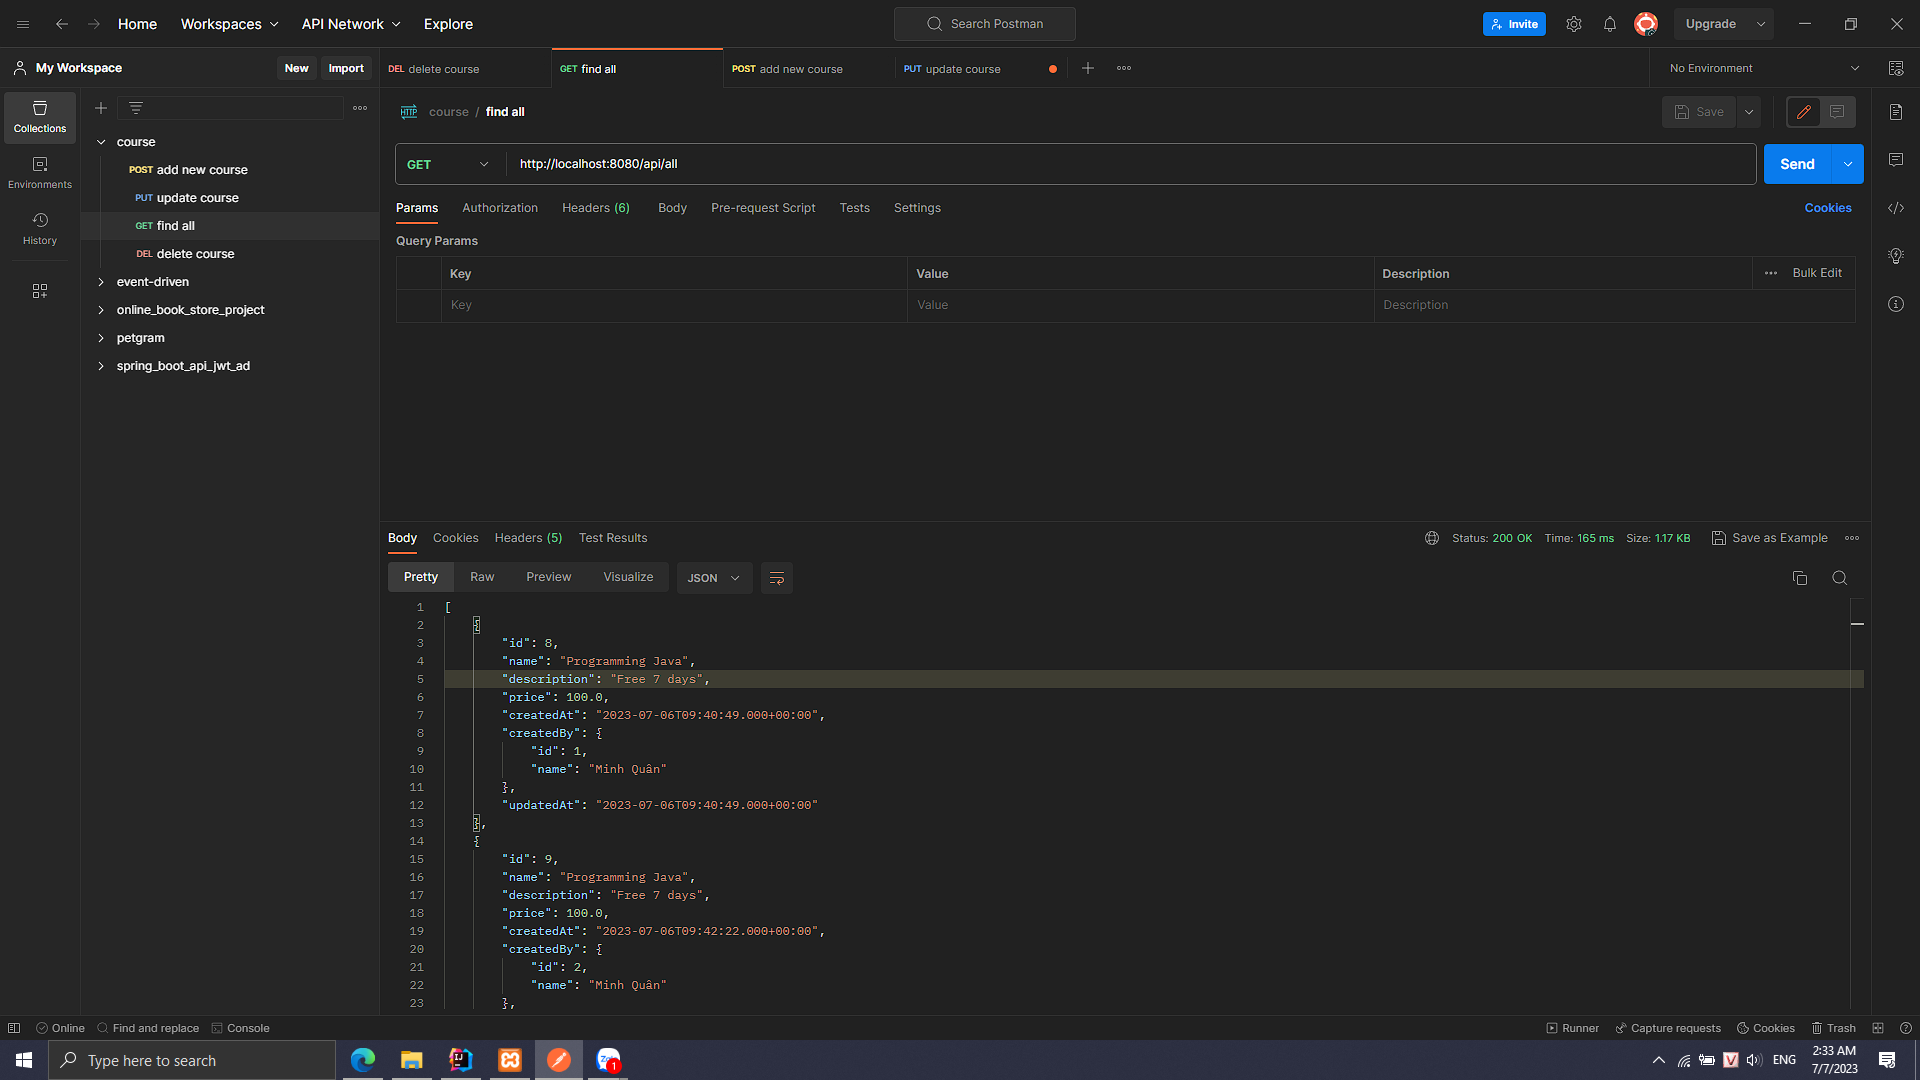 Home Workspaces API Network Explore Search Postman Invite Upgrade
My Workspace New Import DEL delete course GET find all POST add new course PUT update course No Environment
HTTP course / find all Save
Collections
Environments
History
course
POST add new course
PUT update course
GET find all
DEL delete course
event-driven
online_book_store_project
petgram
spring_boot_api_jwt_ad
GET http://localhost:8080/api/all Send
Params Authorization Headers (6) Body Pre-request Script Tests Settings Cookies
Query Params
Key Value Description Bulk Edit
Key Value Description
Body Cookies Headers (5) Test Results Status: 200 OK Time: 165 ms Size: 1.17 KB Save as Example
Pretty Raw Preview Visualize JSON
1 [
2 {
3 "id": 8,
4 "name": "Programming Java",
5 "description": "Free 7 days",
6 "price": 100.0,
7 "createdAt": "2023-07-06T09:40:49.000+00:00",
8 "createdBy": {
9 "id": 1,
10 "name": "Minh Quân"
11 },
12 "updatedAt": "2023-07-06T09:40:49.000+00:00"
13 },
14 {
15 "id": 9,
16 "name": "Programming Java",
17 "description": "Free 7 days",
18 "price": 100.0,
19 "createdAt": "2023-07-06T09:42:22.000+00:00",
20 "createdBy": {
21 "id": 2,
22 "name": "Minh Quân"
23 },
Online Find and replace Console Runner Capture requests Cookies Trash
Type here to search IJ Zalo 1 V ENG 2:33 AM
7/7/2023